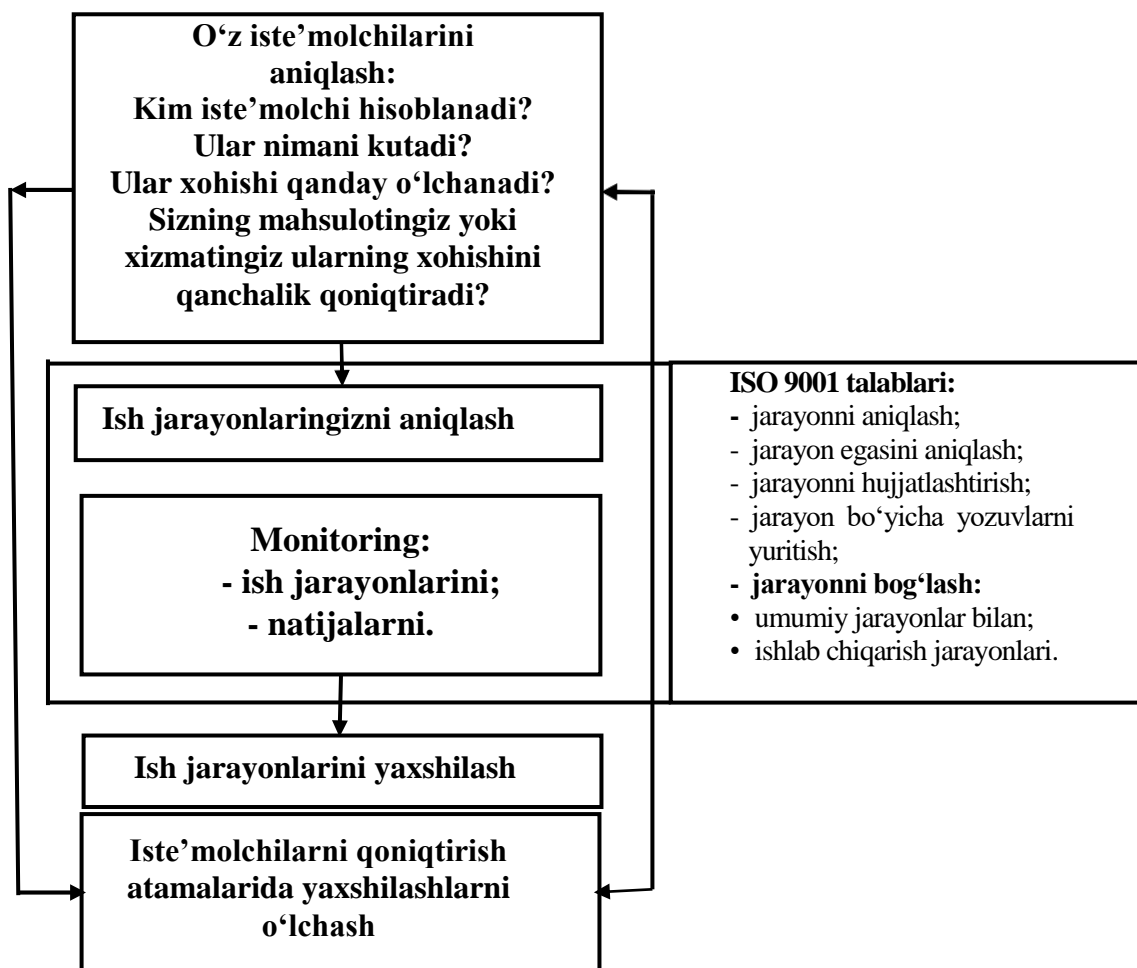 O‘z iste’molchilarini
aniqlash:
Kim iste’molchi hisoblanadi?
Ular nimani kutadi?
Ular xohishi qanday o‘lchanadi?
Sizning mahsulotingiz yoki
xizmatingiz ularning xohishini
qanchalik qoniqtiradi?
Ish jarayonlaringizni aniqlash
Monitoring:
- ish jarayonlarini;
- natijalarni.
ISO 9001 talablari:
- jarayonni aniqlash;
- jarayon egasini aniqlash;
- jarayonni hujjatlashtirish;
- jarayon bo‘yicha yozuvlarni
yuritish;
- jarayonni bog‘lash:
• umumiy jarayonlar bilan;
• ishlab chiqarish jarayonlari.
Ish jarayonlarini yaxshilash
Iste’molchilarni qoniqtirish
atamalarida yaxshilashlarni
o‘lchash